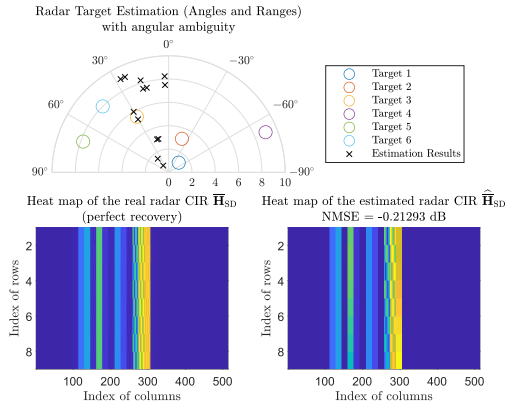 Radar Target Estimation (Angles and Ranges)
with angular ambiguity
0°
30°
−30°
60°
−60°
90°
−90°
0 2 4 6 8 10
Target 1
Target 2
Target 3
Target 4
Target 5
Target 6
Estimation Results
Heat map of the real radar CIR H̅_SD
(perfect recovery)
Index of rows
2
4
6
8
100 200 300 400 500
Index of columns
Heat map of the estimated radar CIR Ĥ̅_SD
NMSE = -0.21293 dB
Index of rows
2
4
6
8
100 200 300 400 500
Index of columns